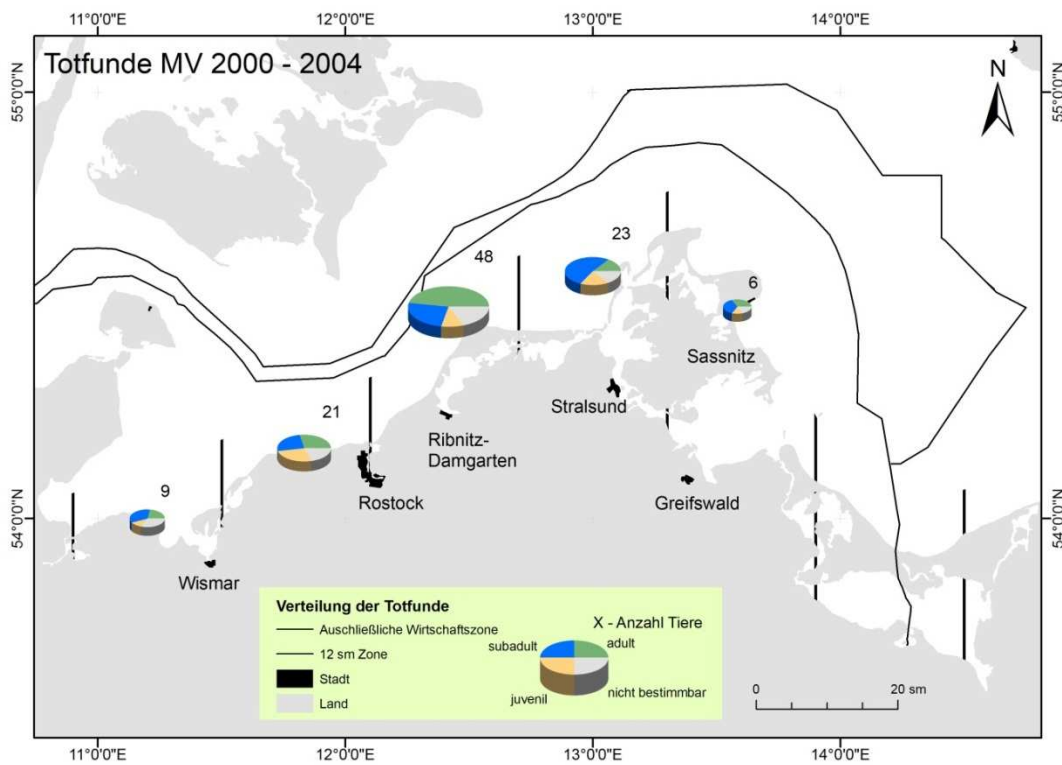 11°0'0"E 12°0'0"E 13°0'0"E 14°0'0"E
Totfunde MV 2000 - 2004
N
55°0'0"N 55°0'0"N
23
48
6
Sassnitz
Stralsund
21
Ribnitz-
Damgarten
Rostock
Greifswald
9
54°0'0"N 54°0'0"N
Wismar
Verteilung der Totfunde
Auschließliche Wirtschaftszone
12 sm Zone
Stadt
Land
X - Anzahl Tiere
subadult adult
juvenil nicht bestimmbar
0 20 sm
11°0'0"E 12°0'0"E 13°0'0"E 14°0'0"E